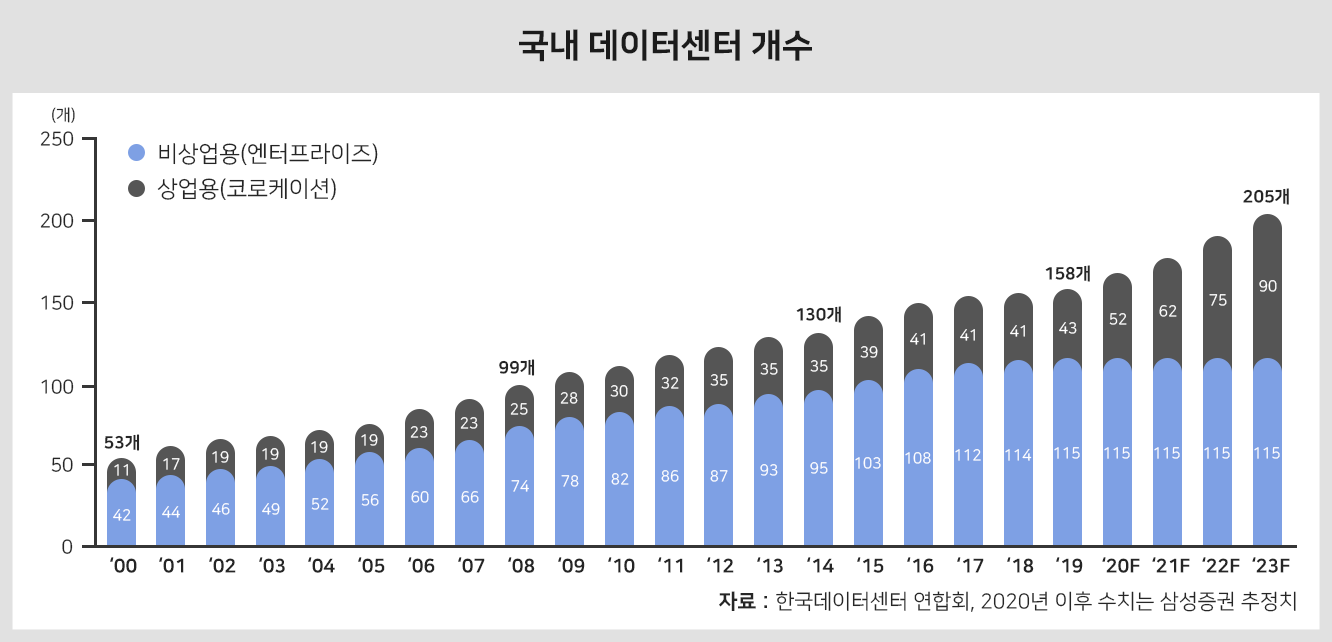 국내 데이터센터 개수
(개)
250
비상업용(엔터프라이즈)
상업용(코로케이션)
200
150
100
50
0
53개
99개
130개
158개
205개
11 17 19 19 19 19 23 23 25 28 30 32 35 35 35 39 41 41 41 43 52 62 75 90
42 44 46 49 52 56 60 66 74 78 82 86 87 93 95 103 108 112 114 115 115 115 115 115
‘00 ‘01 ‘02 ‘03 ‘04 ‘05 ‘06 ‘07 ‘08 ‘09 ‘10 ‘11 ‘12 ‘13 ‘14 ‘15 ‘16 ‘17 ‘18 ‘19 ‘20F ‘21F ‘22F ‘23F
자료 : 한국데이터센터 연합회, 2020년 이후 수치는 삼성증권 추정치